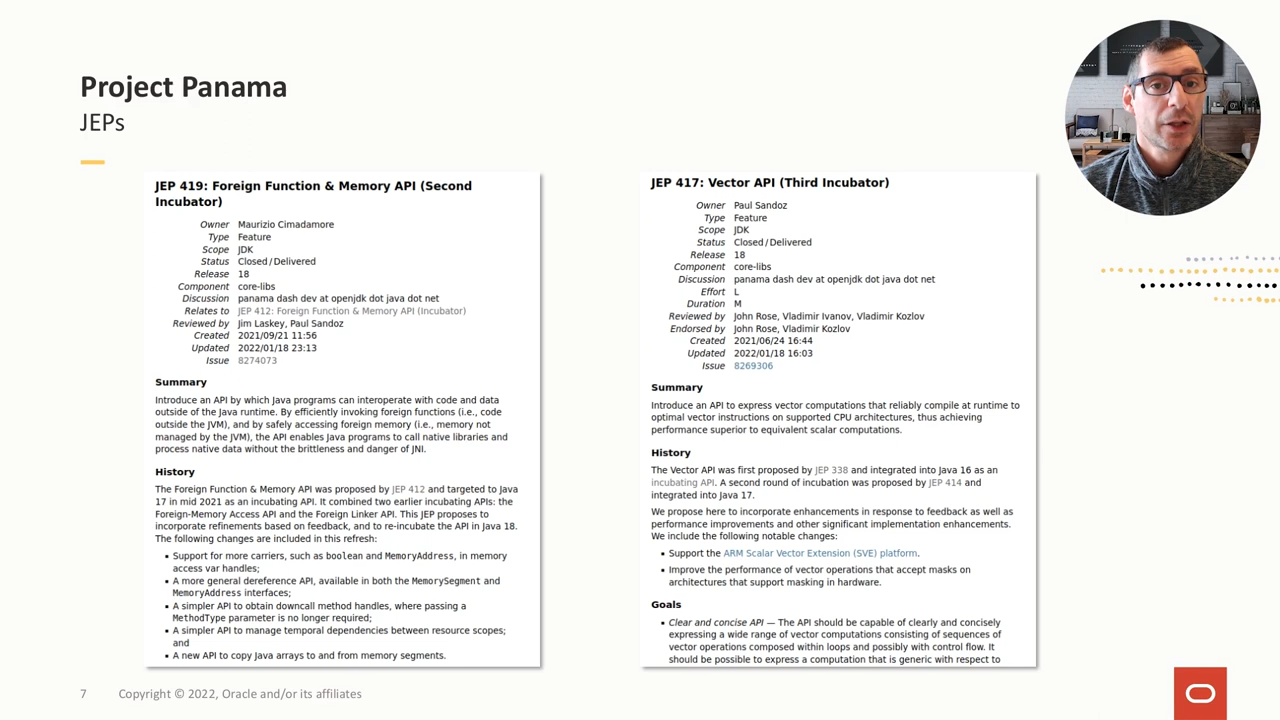 Project Panama
JEPs
JEP 419: Foreign Function & Memory API (Second
Incubator)
Owner Maurizio Cimadamore
Type Feature
Scope JDK
Status Closed / Delivered
Release 18
Component core-libs
Discussion panama dash dev at openjdk dot java dot net
Relates to JEP 412: Foreign Function & Memory API (Incubator)
Reviewed by Jim Laskey, Paul Sandoz
Created 2021/09/21 11:56
Updated 2022/01/18 23:13
Issue 8274073
Summary
Introduce an API by which Java programs can interoperate with code and data
outside of the Java runtime. By efficiently invoking foreign functions (i.e., code
outside the JVM), and by safely accessing foreign memory (i.e., memory not
managed by the JVM), the API enables Java programs to call native libraries and
process native data without the brittleness and danger of JNI.
History
The Foreign Function & Memory API was proposed by JEP 412 and targeted to Java
17 in mid 2021 as an incubating API. It combined two earlier incubating APIs: the
Foreign-Memory Access API and the Foreign Linker API. This JEP proposes to
incorporate refinements based on feedback, and to re-incubate the API in Java 18.
The following changes are included in this refresh:
▪ Support for more carriers, such as boolean and MemoryAddress, in memory
access var handles;
▪ A more general dereference API, available in both the MemorySegment and
MemoryAddress interfaces;
▪ A simpler API to obtain downcall method handles, where passing a
MethodType parameter is no longer required;
▪ A simpler API to manage temporal dependencies between resource scopes;
and
▪ A new API to copy Java arrays to and from memory segments.
JEP 417: Vector API (Third Incubator)
Owner Paul Sandoz
Type Feature
Scope JDK
Status Closed / Delivered
Release 18
Component core-libs
Discussion panama dash dev at openjdk dot java dot net
Effort L
Duration M
Reviewed by John Rose, Vladimir Ivanov, Vladimir Kozlov
Endorsed by John Rose, Vladimir Kozlov
Created 2021/06/24 16:44
Updated 2022/01/18 16:03
Issue 8269306
Summary
Introduce an API to express vector computations that reliably compile at runtime to
optimal vector instructions on supported CPU architectures, thus achieving
performance superior to equivalent scalar computations.
History
The Vector API was first proposed by JEP 338 and integrated into Java 16 as an
incubating API. A second round of incubation was proposed by JEP 414 and
integrated into Java 17.
We propose here to incorporate enhancements in response to feedback as well as
performance improvements and other significant implementation enhancements.
We include the following notable changes:
▪ Support the ARM Scalar Vector Extension (SVE) platform.
▪ Improve the performance of vector operations that accept masks on
architectures that support masking in hardware.
Goals
▪ Clear and concise API — The API should be capable of clearly and concisely
expressing a wide range of vector computations consisting of sequences of
vector operations composed within loops and possibly with control flow. It
should be possible to express a computation that is generic with respect to
7 Copyright © 2022, Oracle and/or its affiliates